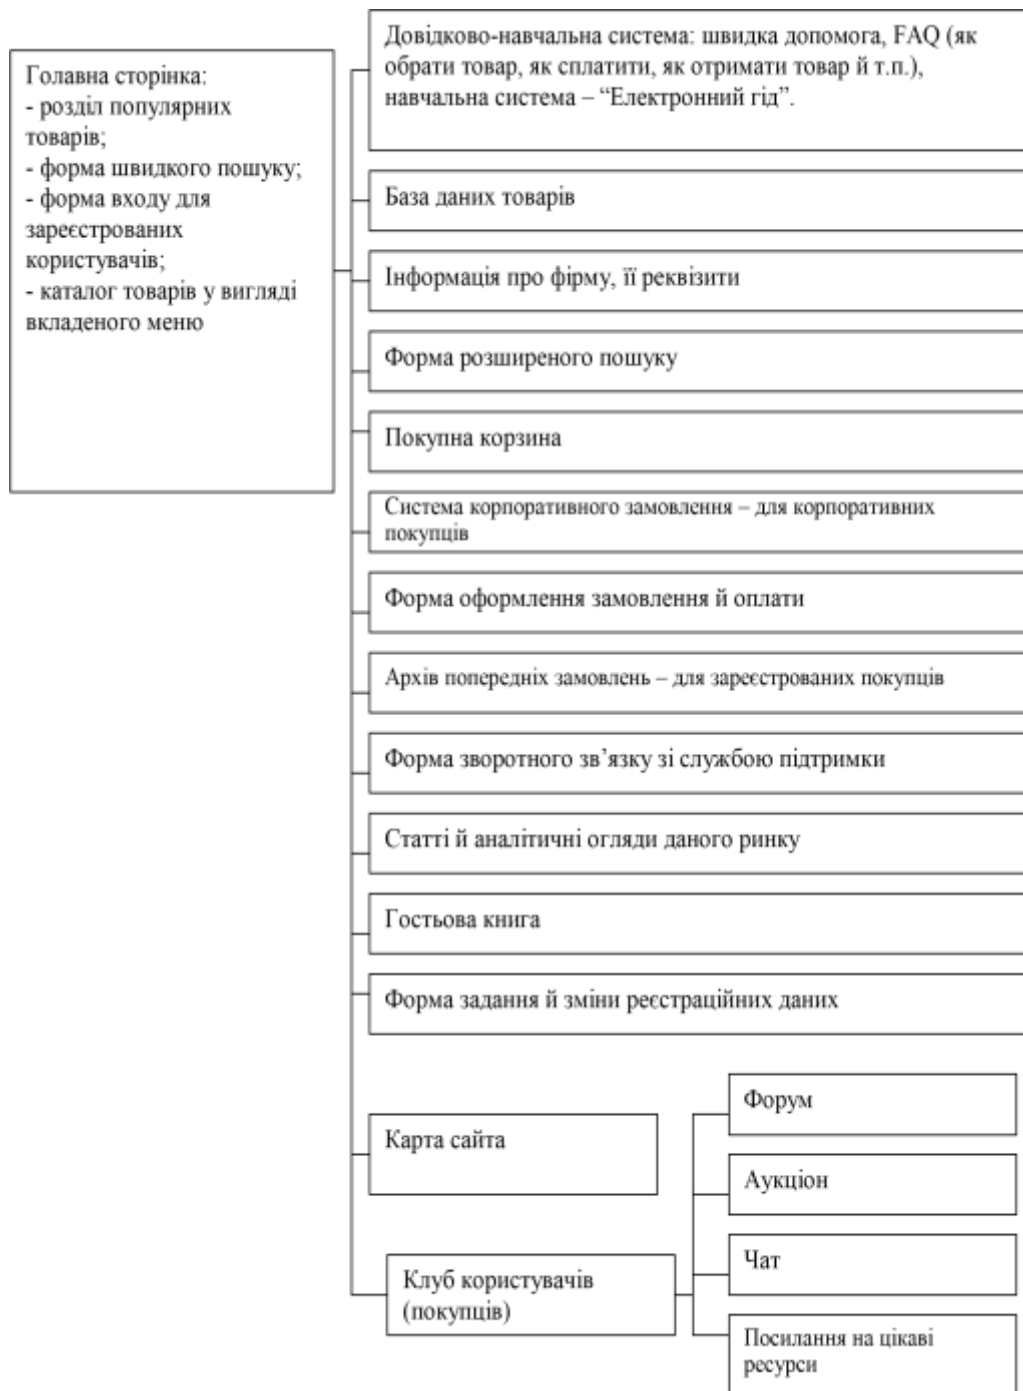 Головна сторінка:
- розділ популярних
товарів;
- форма швидкого пошуку;
- форма входу для
зареєстрованих
користувачів;
- каталог товарів у вигляді
вкладеного меню
Довідково-навчальна система: швидка допомога, FAQ (як
обрати товар, як сплатити, як отримати товар й т.п.),
навчальна система – “Електронний гід”.
База даних товарів
Інформація про фірму, її реквізити
Форма розширеного пошуку
Покупна корзина
Система корпоративного замовлення – для корпоративних
покупців
Форма оформлення замовлення й оплати
Архів попередніх замовлень – для зареєстрованих покупців
Форма зворотного зв’язку зі службою підтримки
Статті й аналітичні огляди даного ринку
Гостьова книга
Форма задання й зміни реєстраційних даних
Карта сайта
Клуб користувачів
(покупців)
Форум
Аукціон
Чат
Посилання на цікаві
ресурси